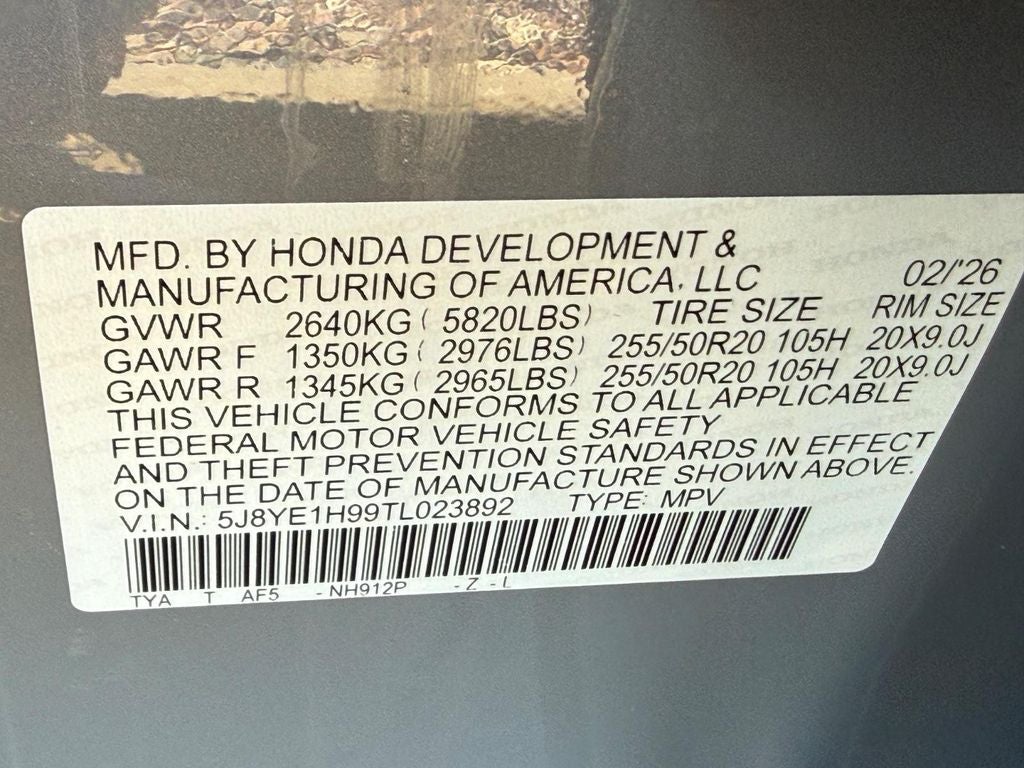 MFD. BY HONDA DEVELOPMENT &
MANUFACTURING OF AMERICA, LLC 02/'26
GVWR 2640KG ( 5820LBS) TIRE SIZE RIM SIZE
GAWR F 1350KG ( 2976LBS) 255/50R20 105H 20X9.0J
GAWR R 1345KG ( 2965LBS) 255/50R20 105H 20X9.0J
THIS VEHICLE CONFORMS TO ALL APPLICABLE
FEDERAL MOTOR VEHICLE SAFETY
AND THEFT PREVENTION STANDARDS IN EFFECT
ON THE DATE OF MANUFACTURE SHOWN ABOVE.
V.I.N.: 5J8YE1H99TL023892 TYPE: MPV
TYA T AF5 - NH912P - Z - L